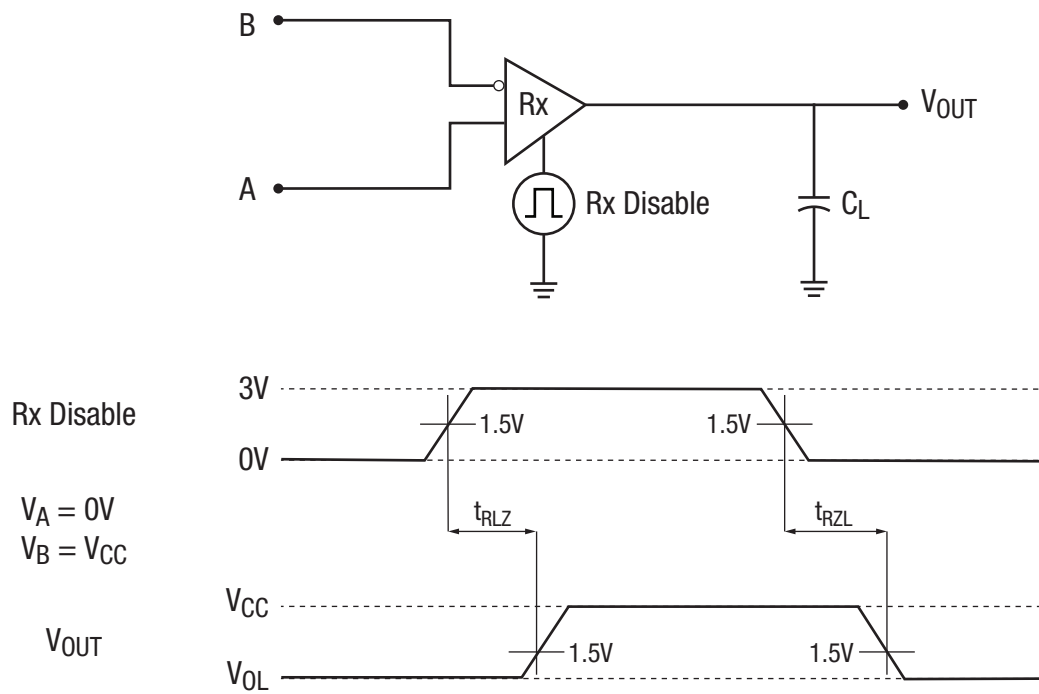 B
Rx
V_OUT
A
Rx Disable
C_L
3V
Rx Disable
1.5V
1.5V
0V
V_A = 0V
t_RLZ
t_RZL
V_B = V_CC
V_CC
V_OUT
1.5V
1.5V
V_OL